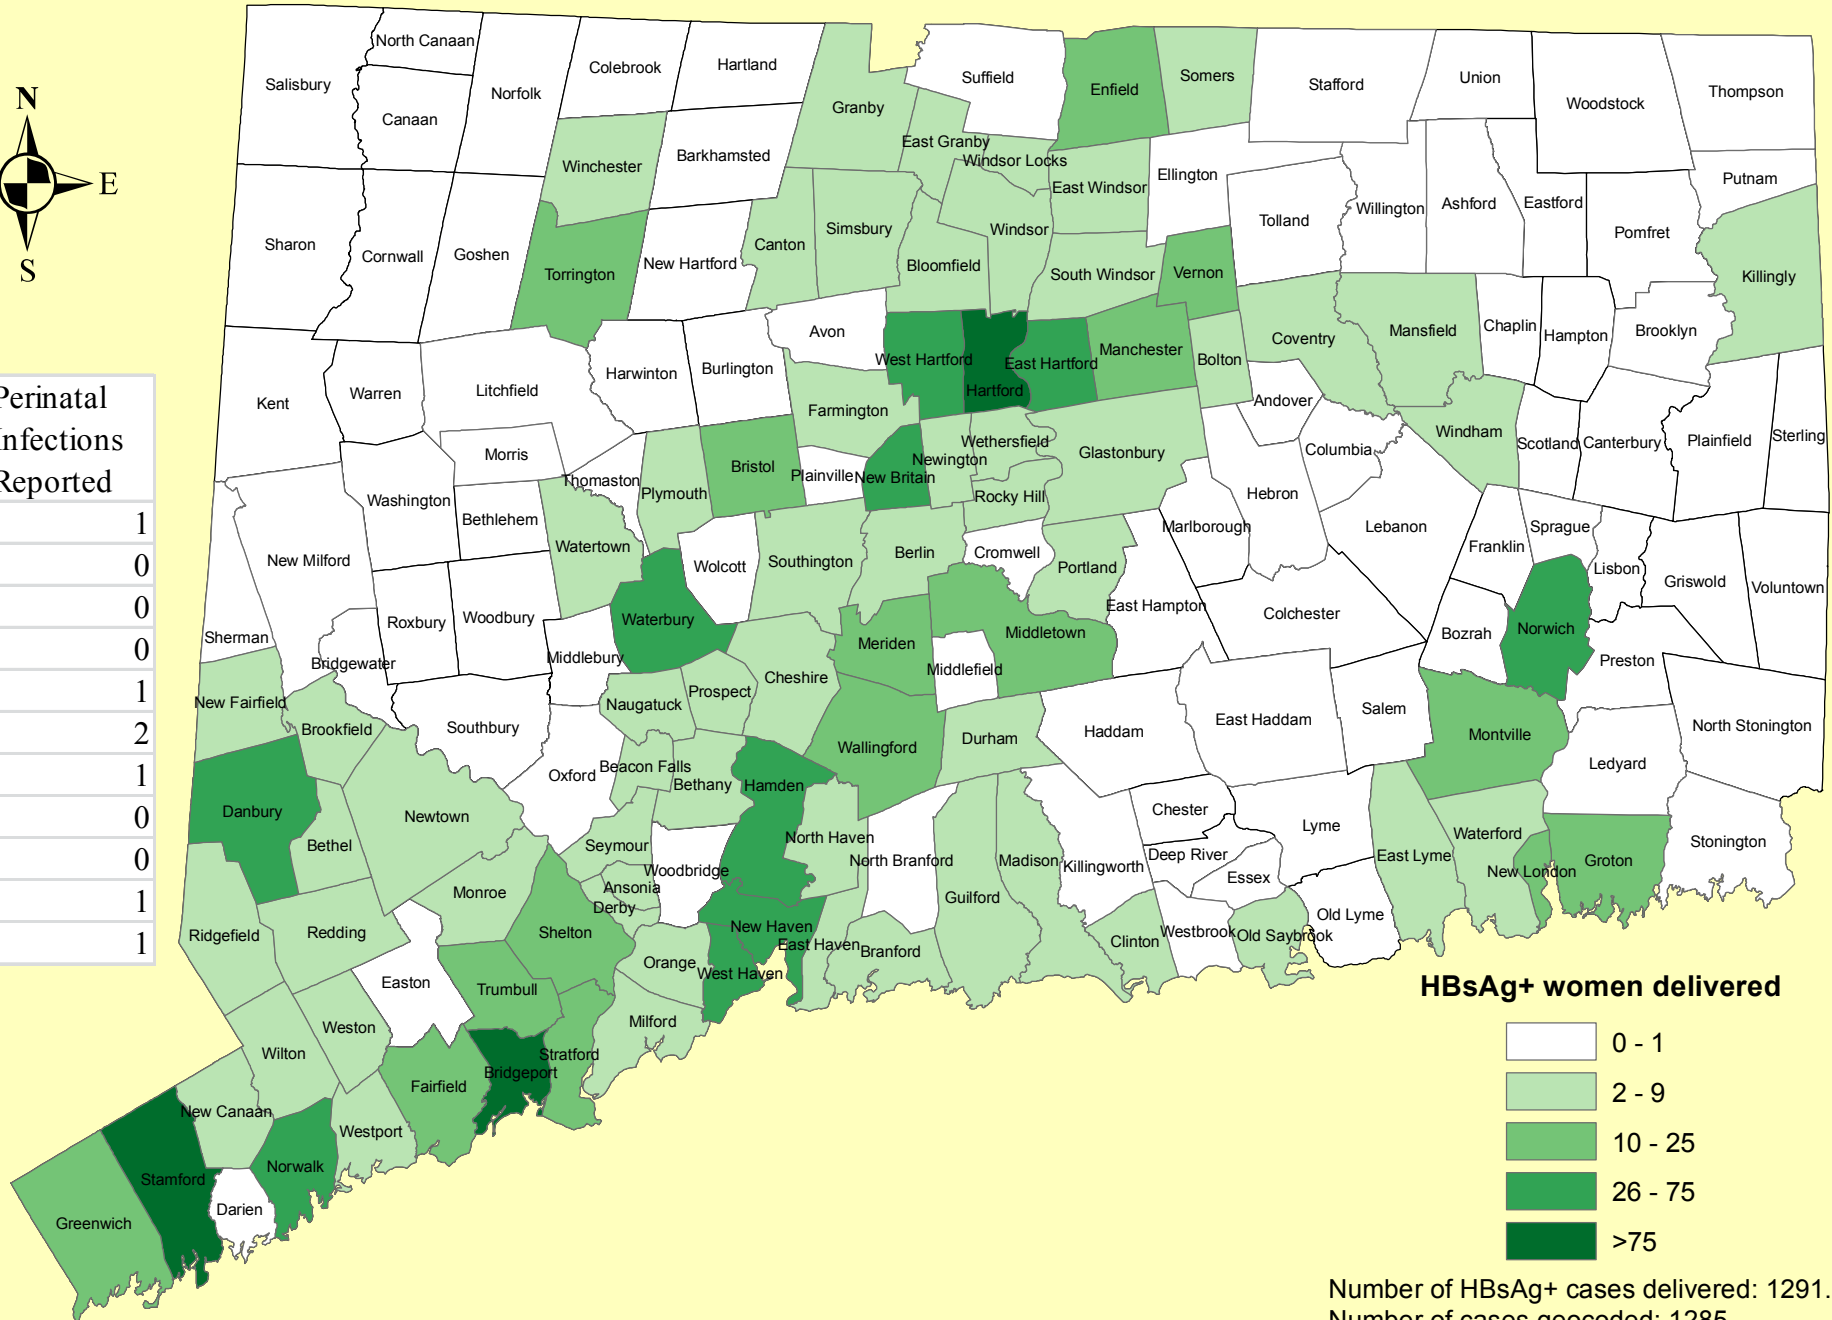 N
E
S
Perinatal
Infections
Reported
1
0
0
0
1
2
1
0
0
1
1
North Canaan
Salisbury
Canaan
Norfolk
Colebrook
Hartland
Granby
Suffield
Enfield
Somers
Stafford
Union
Woodstock
Thompson
East Granby
Windsor Locks
Winchester
Barkhamsted
East Windsor
Ellington
Tolland
Willington
Ashford
Eastford
Putnam
Pomfret
Killingly
Sharon
Cornwall
Goshen
Torrington
New Hartford
Canton
Simsbury
Bloomfield
Windsor
South Windsor
Vernon
Kent
Warren
Litchfield
Harwinton
Burlington
Avon
West Hartford
Hartford
East Hartford
Manchester
Bolton
Coventry
Mansfield
Chaplin
Hampton
Brooklyn
Farmington
Andover
Columbia
Windham
Scotland
Canterbury
Plainfield
Sterling
Morris
Thomaston
Plymouth
Bristol
Plainville
New Britain
Newington
Wethersfield
Rocky Hill
Glastonbury
Hebron
Washington
Bethlehem
Watertown
Wolcott
Southington
Berlin
Cromwell
Portland
Marlborough
Lebanon
Franklin
Sprague
Lisbon
Griswold
Voluntown
New Milford
Sherman
Bridgewater
Roxbury
Woodbury
Middlebury
Waterbury
Meriden
Middletown
Middlefield
East Hampton
Colchester
Bozrah
Norwich
Preston
New Fairfield
Brookfield
Southbury
Naugatuck
Prospect
Cheshire
Wallingford
Durham
Haddam
East Haddam
Salem
Montville
North Stonington
Ledyard
Danbury
Bethel
Newtown
Oxford
Beacon Falls
Bethany
Hamden
North Haven
North Branford
Guilford
Madison
Killingworth
Chester
Deep River
Essex
Lyme
East Lyme
Waterford
New London
Groton
Stonington
Seymour
Ansonia
Derby
Woodbridge
Ridgefield
Redding
Monroe
Shelton
Orange
New Haven
West Haven
East Haven
Branford
Clinton
Westbrook
Old Saybrook
Old Lyme
Easton
Trumbull
Milford
Weston
Wilton
Fairfield
Bridgeport
Stratford
New Canaan
Westport
Norwalk
Stamford
Darien
Greenwich
HBsAg+ women delivered
0 - 1
2 - 9
10 - 25
26 - 75
>75
Number of HBsAg+ cases delivered: 1291.
Number of cases geocoded: 1285